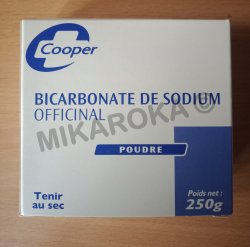 Cooper
BICARBONATE DE SODIUM
OFFICINAL
MIKAROKA ©
POUDRE
Tenir
au sec
Poids net :
250g